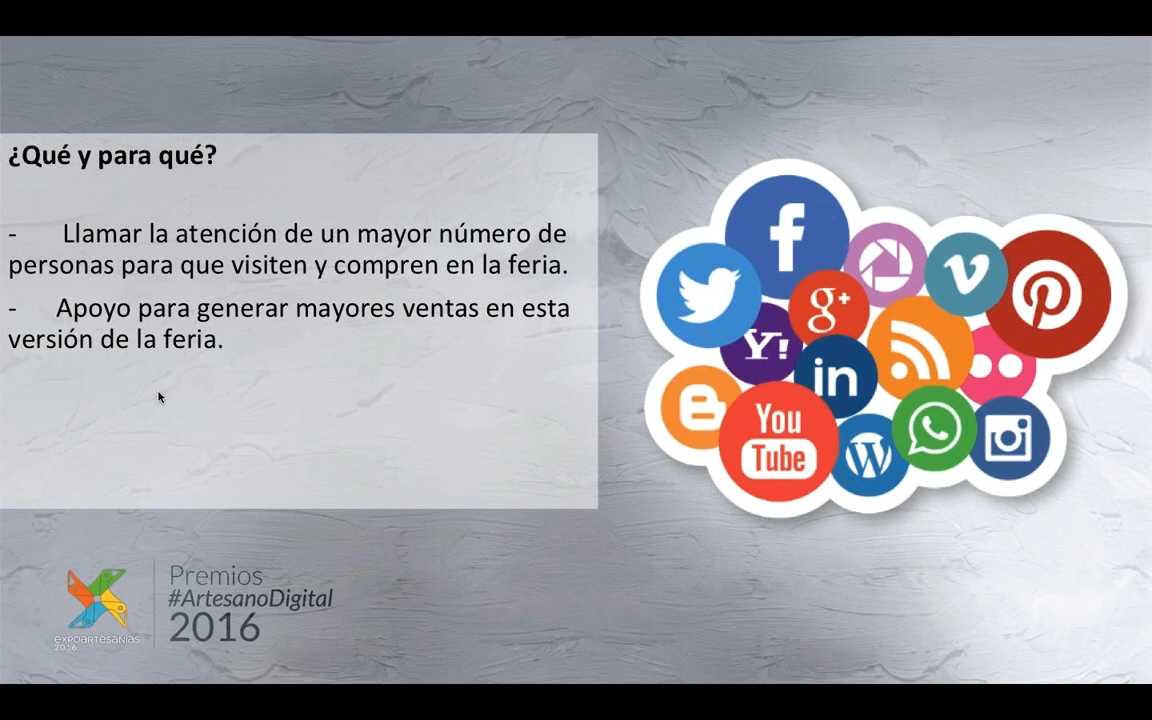 ¿Qué y para qué?
- Llamar la atención de un mayor número de
personas para que visiten y compren en la feria.
- Apoyo para generar mayores ventas en esta
versión de la feria.
f
g+
Y!
in
You
Tube
W
EXPOARTESANÍAS
2016
Premios
#ArtesanoDigital
2016